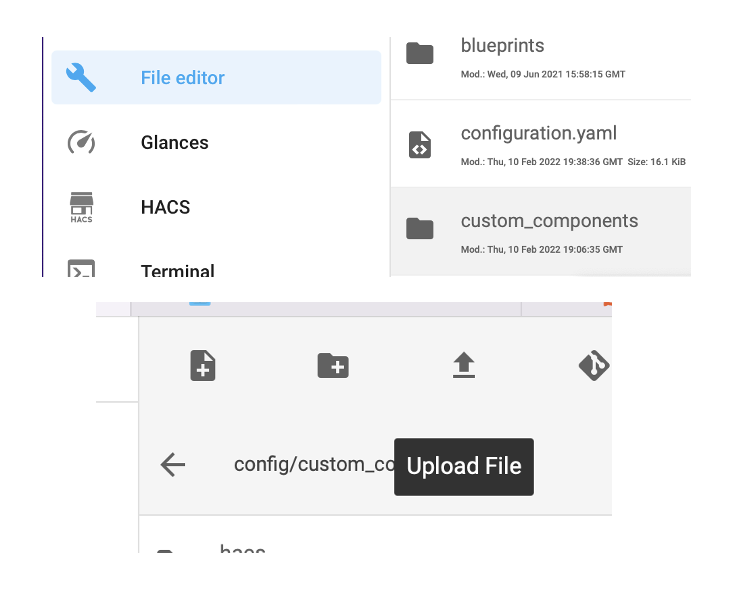 blueprints
Mod.: Wed, 09 Jun 2021 15:58:15 GMT
File editor
Glances
configuration.yaml
Mod.: Thu, 10 Feb 2022 19:38:36 GMT Size: 16.1 KiB
HACS
HACS
custom_components
Mod.: Thu, 10 Feb 2022 19:06:35 GMT
Terminal
config/custom_co
Upload File
hacs